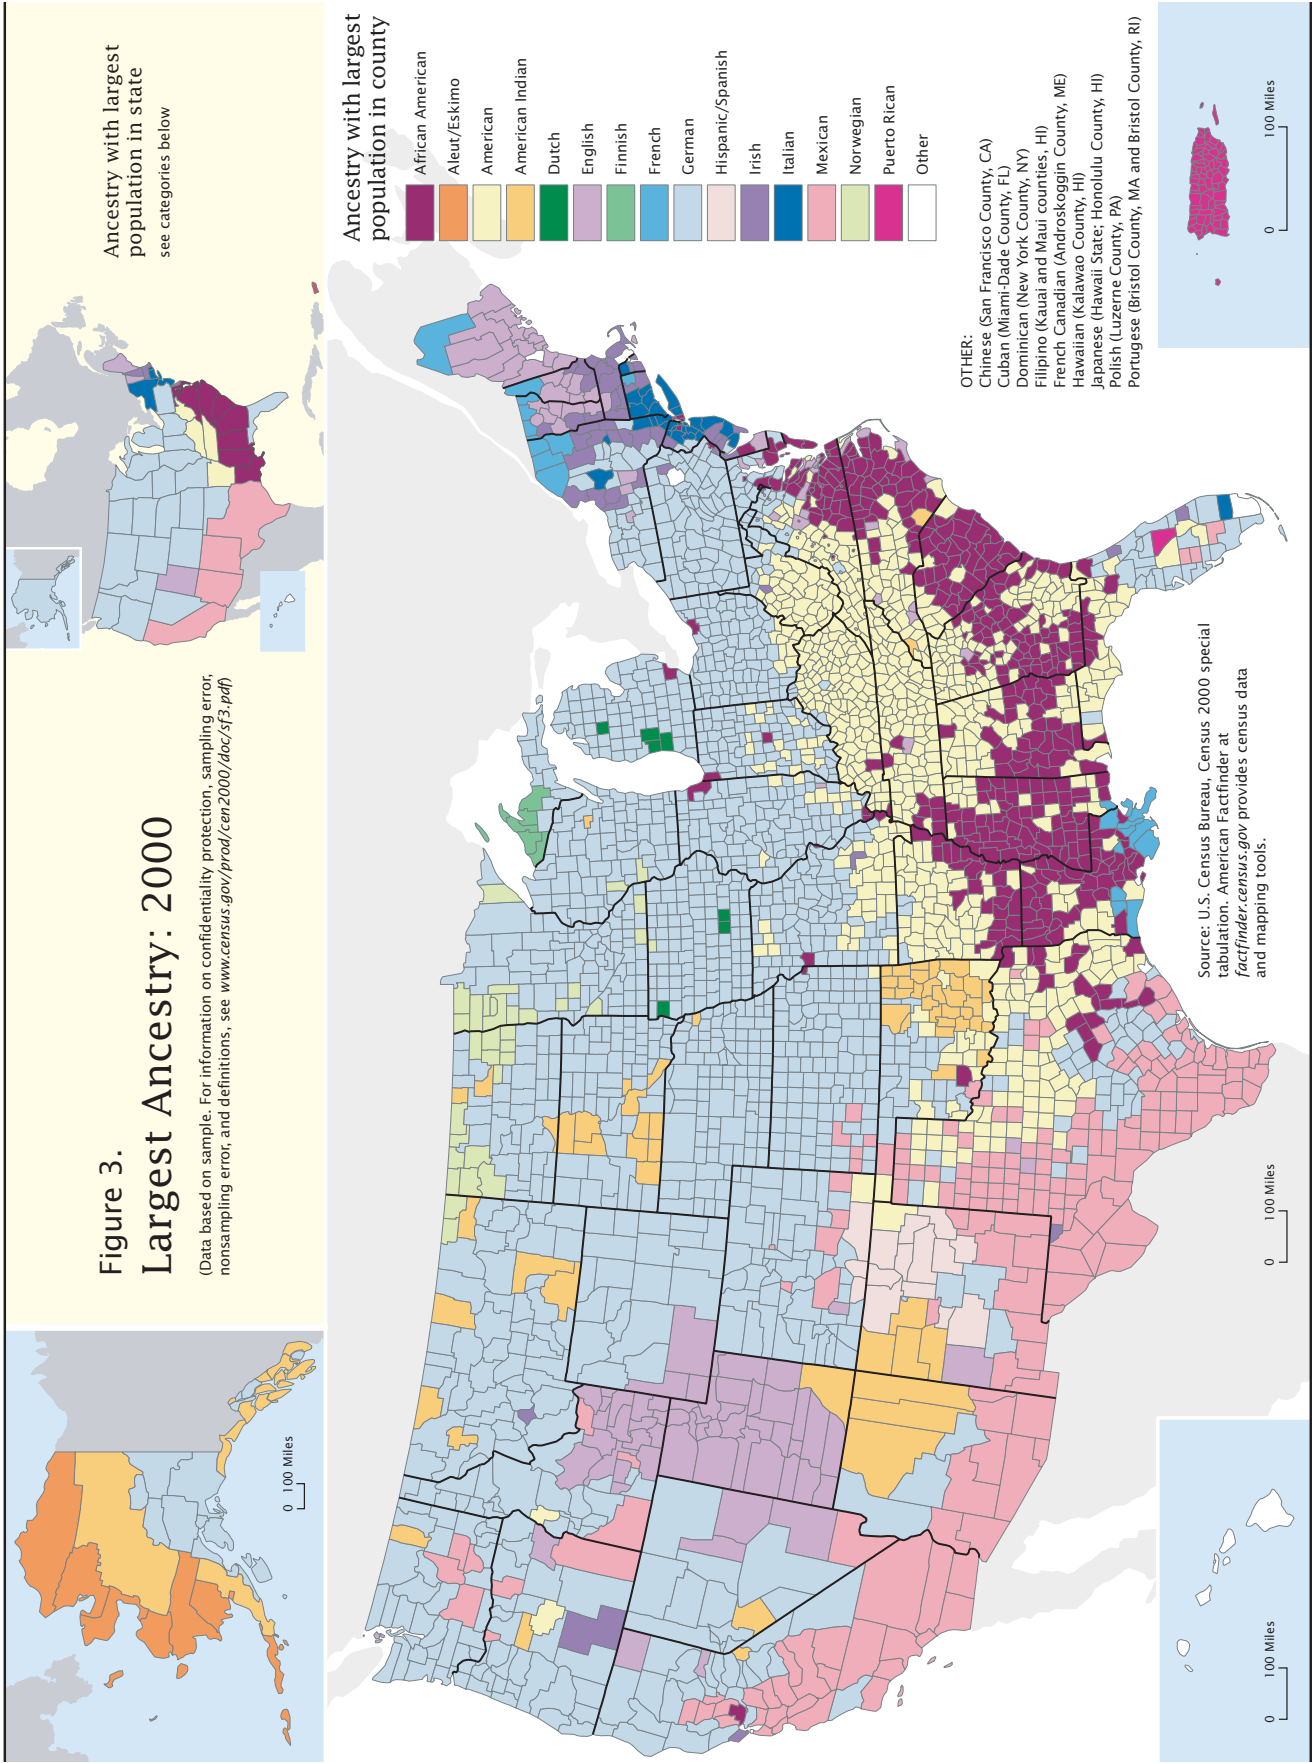 Figure 3.
Largest Ancestry: 2000
(Data based on sample. For information on confidentiality protection, sampling error,
nonsampling error, and definitions, see www.census.gov/prod/cen2000/doc/sf3.pdf)
Ancestry with largest
population in state
see categories below
0 100 Miles
Ancestry with largest
population in county
African American
Aleut/Eskimo
American
American Indian
Dutch
English
Finnish
French
German
Hispanic/Spanish
Irish
Italian
Mexican
Norwegian
Puerto Rican
Other
OTHER:
Chinese (San Francisco County, CA)
Cuban (Miami-Dade County, FL)
Dominican (New York County, NY)
Filipino (Kauai and Maui counties, HI)
French Canadian (Androskoggin County, ME)
Hawaiian (Kalawao County, HI)
Japanese (Hawaii State; Honolulu County, HI)
Polish (Luzerne County, PA)
Portugese (Bristol County, MA and Bristol County, RI)
Source: U.S. Census Bureau, Census 2000 special
tabulation. American Factfinder at
factfinder.census.gov provides census data
and mapping tools.
0 100 Miles
0 100 Miles
0 100 Miles